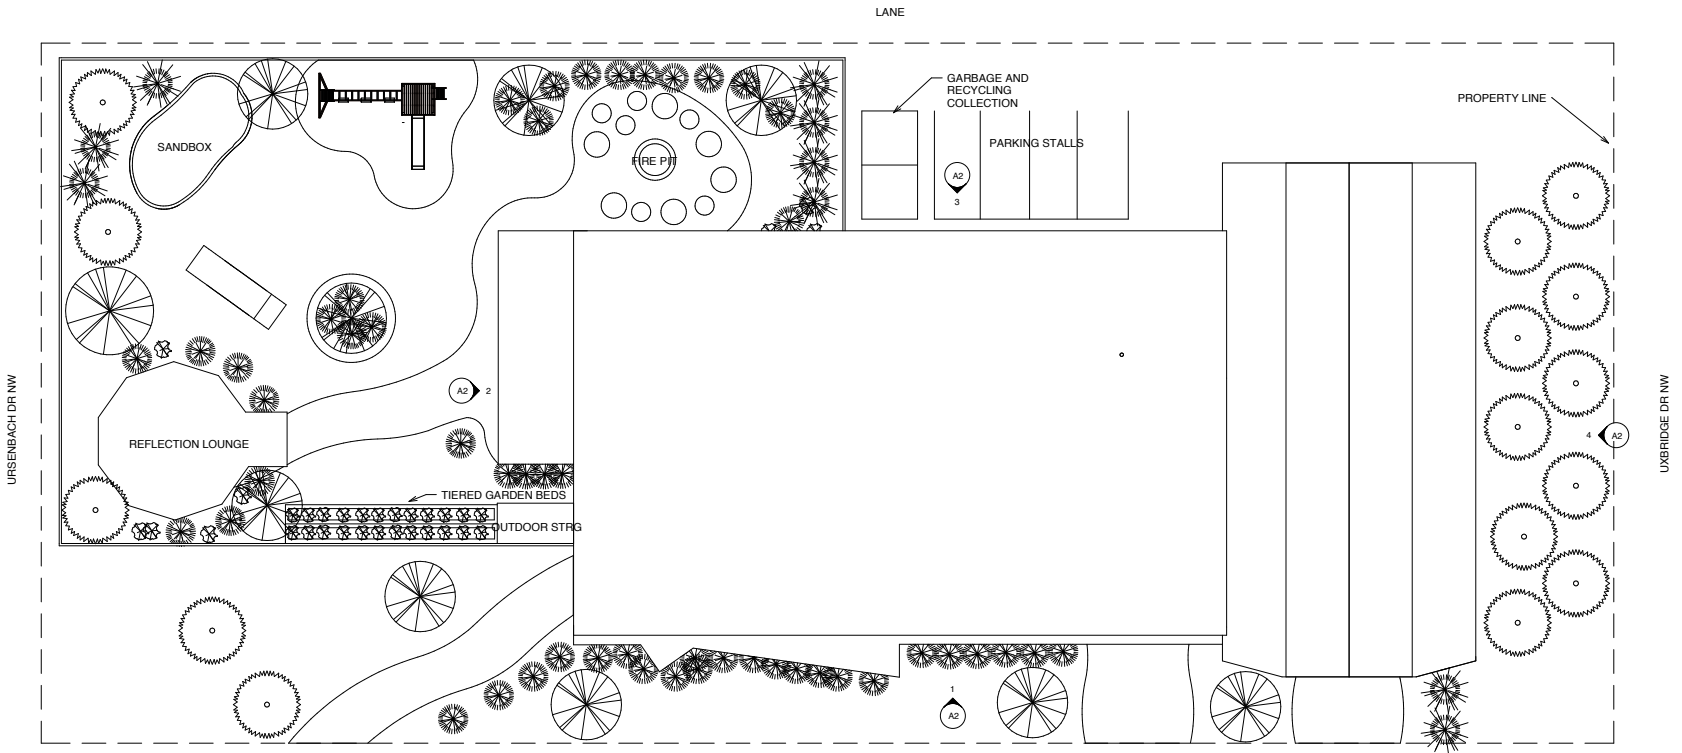 LANE
GARBAGE AND
RECYCLING
COLLECTION
PROPERTY LINE
PARKING STALLS
SANDBOX
FIRE PIT
A2
3
URSENBACH DR NW
UXBRIDGE DR NW
A2
2
REFLECTION LOUNGE
4
A2
TIERED GARDEN BEDS
OUTDOOR STRG
1
A2